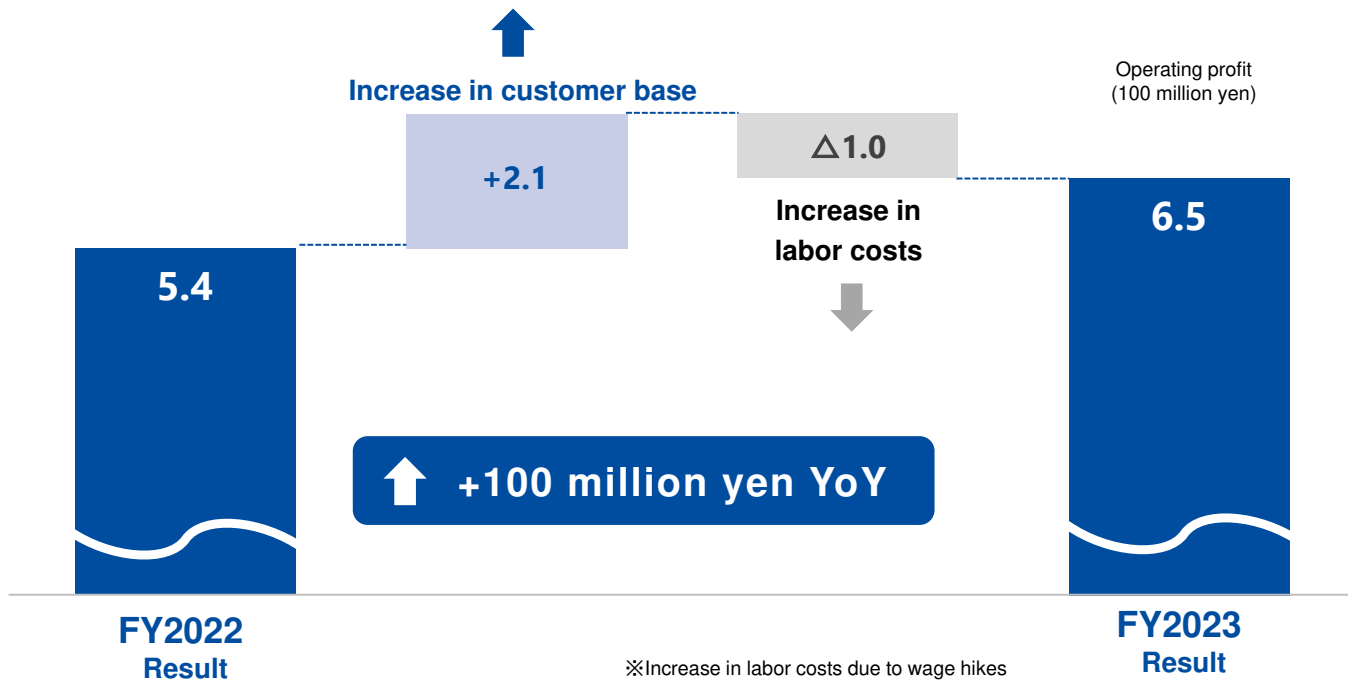 Increase in customer base
Operating profit
(100 million yen)
+2.1
△1.0
Increase in
labor costs
5.4
6.5
+100 million yen YoY
FY2022
Result
FY2023
Result
※Increase in labor costs due to wage hikes